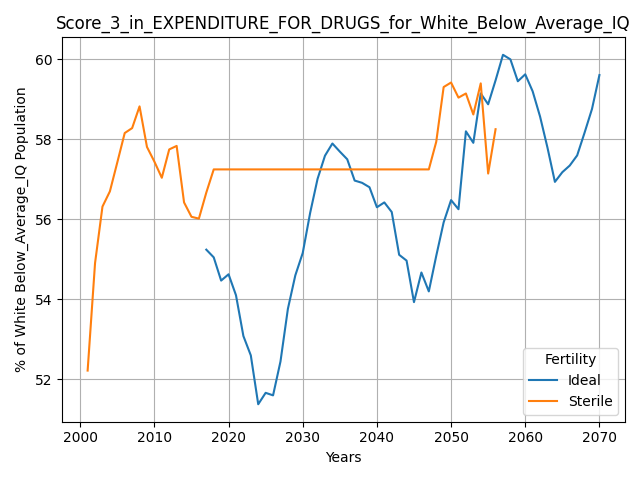 Score_3_in_EXPENDITURE_FOR_DRUGS_for_White_Below_Average_IQ
% of White Below_Average_IQ Population
60
58
56
54
52
Fertility
Ideal
Sterile
2000 2010 2020 2030 2040 2050 2060 2070
Years